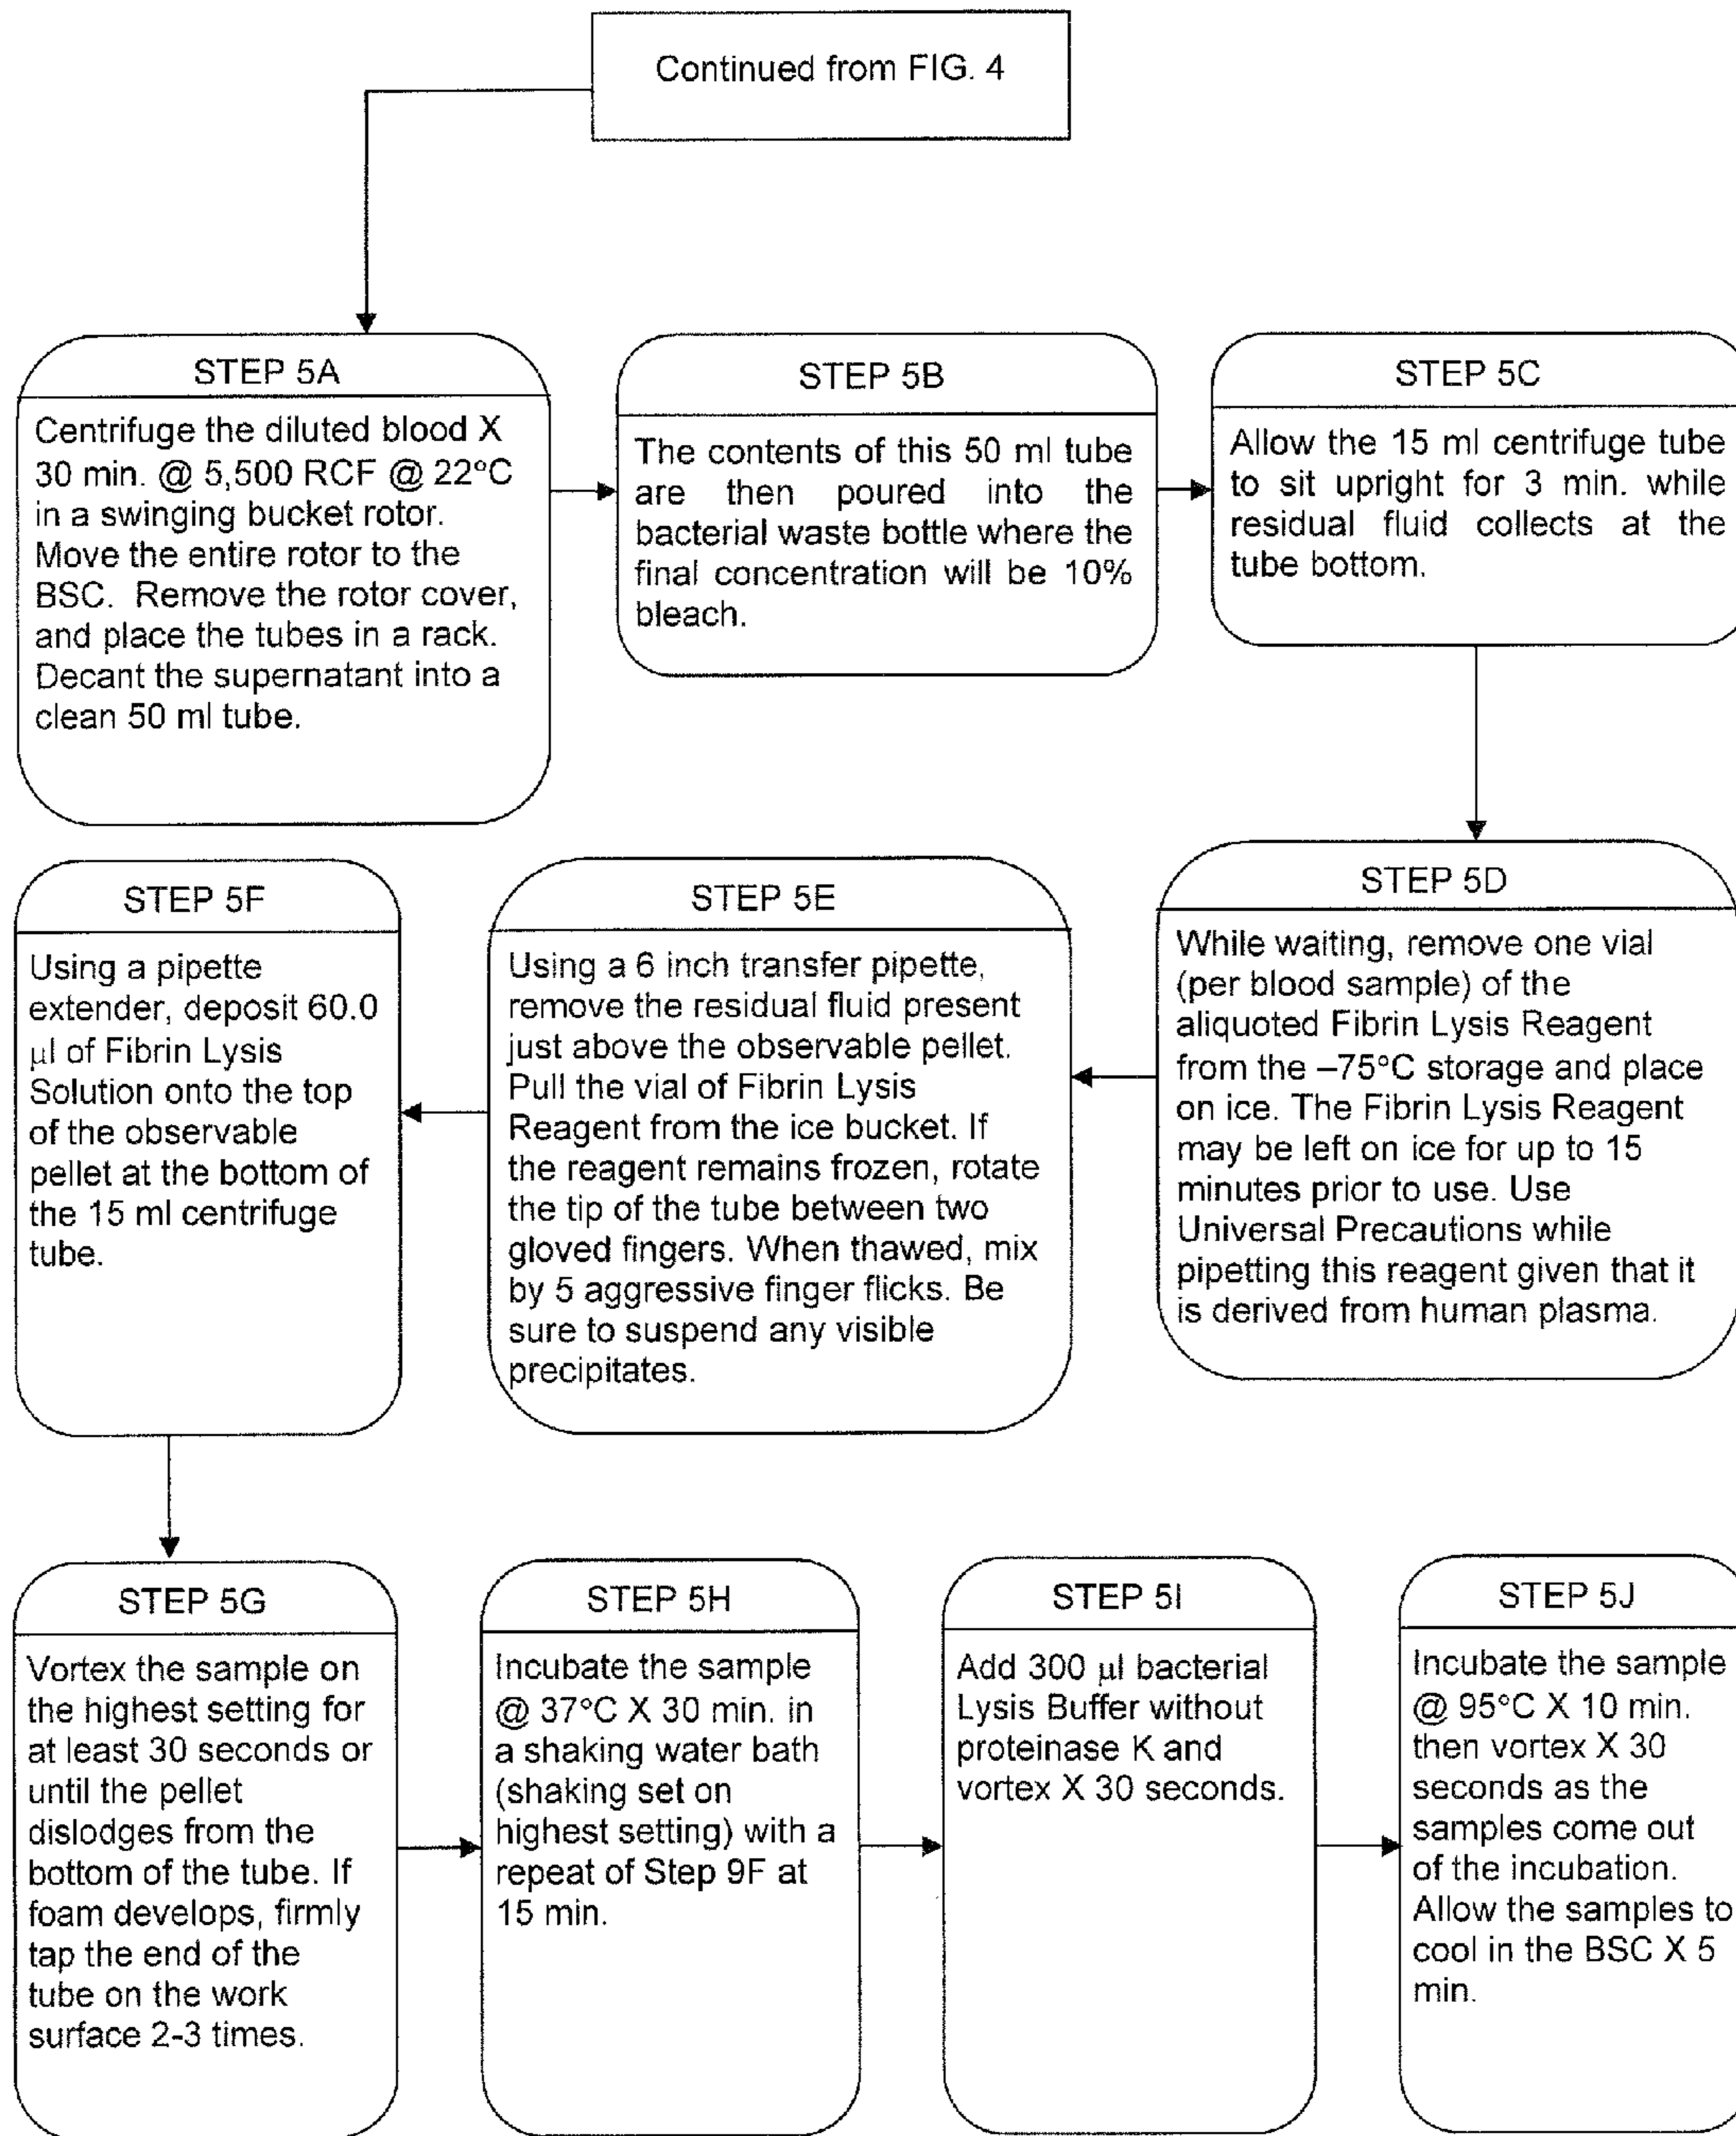 Continued from FIG. 4
STEP 5A
Centrifuge the diluted blood X
30 min. @ 5,500 RCF @ 22°C
in a swinging bucket rotor.
Move the entire rotor to the
BSC. Remove the rotor cover,
and place the tubes in a rack.
Decant the supernatant into a
clean 50 ml tube.
STEP 5B
The contents of this 50 ml tube
are then poured into the
bacterial waste bottle where the
final concentration will be 10%
bleach.
STEP 5C
Allow the 15 ml centrifuge tube
to sit upright for 3 min. while
residual fluid collects at the
tube bottom.
STEP 5D
While waiting, remove one vial
(per blood sample) of the
aliquoted Fibrin Lysis Reagent
from the –75°C storage and place
on ice. The Fibrin Lysis Reagent
may be left on ice for up to 15
minutes prior to use. Use
Universal Precautions while
pipetting this reagent given that it
is derived from human plasma.
STEP 5E
Using a 6 inch transfer pipette,
remove the residual fluid present
just above the observable pellet.
Pull the vial of Fibrin Lysis
Reagent from the ice bucket. If
the reagent remains frozen, rotate
the tip of the tube between two
gloved fingers. When thawed, mix
by 5 aggressive finger flicks. Be
sure to suspend any visible
precipitates.
STEP 5F
Using a pipette
extender, deposit 60.0
µl of Fibrin Lysis
Solution onto the top
of the observable
pellet at the bottom of
the 15 ml centrifuge
tube.
STEP 5G
Vortex the sample on
the highest setting for
at least 30 seconds or
until the pellet
dislodges from the
bottom of the tube. If
foam develops, firmly
tap the end of the
tube on the work
surface 2-3 times.
STEP 5H
Incubate the sample
@ 37°C X 30 min. in
a shaking water bath
(shaking set on
highest setting) with a
repeat of Step 9F at
15 min.
STEP 5I
Add 300 µl bacterial
Lysis Buffer without
proteinase K and
vortex X 30 seconds.
STEP 5J
Incubate the sample
@ 95°C X 10 min.
then vortex X 30
seconds as the
samples come out
of the incubation.
Allow the samples to
cool in the BSC X 5
min.